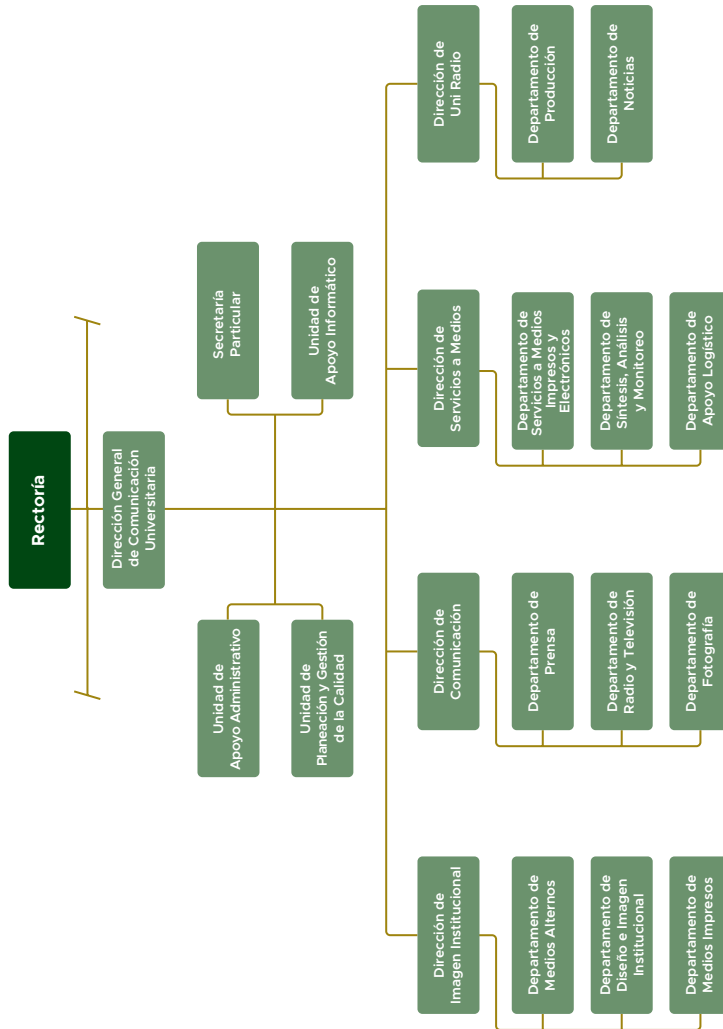 Rectoría
Dirección General
de Comunicación
Universitaria
Unidad de
Apoyo Administrativo
Secretaría
Particular
Unidad de
Planeación y Gestión
de la Calidad
Unidad de
Apoyo Informático
Dirección de
Imagen Institucional
Dirección de
Comunicación
Dirección de
Servicios a Medios
Dirección de
Uni Radio
Departamento de
Medios Alternos
Departamento de
Prensa
Departamento de
Servicios a Medios
Impresos y
Electrónicos
Departamento de
Producción
Departamento de
Diseño e Imagen
Institucional
Departamento de
Radio y Televisión
Departamento de
Síntesis, Análisis
y Monitoreo
Departamento de
Noticias
Departamento de
Medios Impresos
Departamento de
Fotografía
Departamento de
Apoyo Logístico